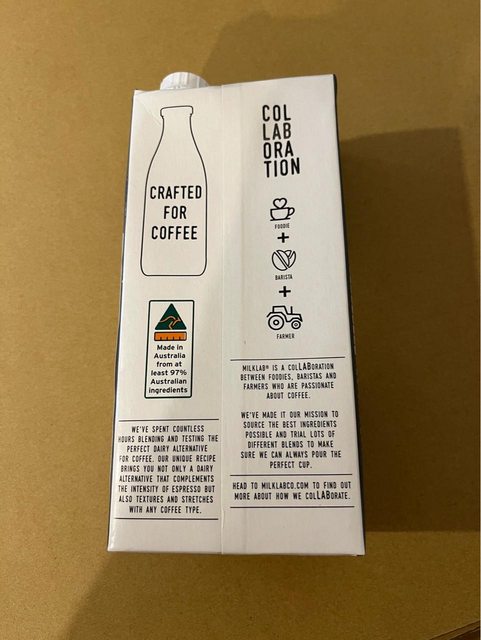 CRAFTED
FOR
COFFEE
Made in
Australia
from at
least 97%
Australian
ingredients
WE'VE SPENT COUNTLESS
HOURS BLENDING AND TESTING THE
PERFECT DAIRY ALTERNATIVE
FOR COFFEE. OUR UNIQUE RECIPE
BRINGS YOU NOT ONLY A DAIRY
ALTERNATIVE THAT COMPLEMENTS
THE INTENSITY OF ESPRESSO BUT
ALSO TEXTURES AND STRETCHES
WITH ANY COFFEE TYPE.
COL
LAB
ORA
TION
FOODIE
+
BARISTA
+
FARMER
MILKLAB® IS A colLABoration
BETWEEN FOODIES, BARISTAS AND
FARMERS WHO ARE PASSIONATE
ABOUT COFFEE.
WE'VE MADE IT OUR MISSION TO
SOURCE THE BEST INGREDIENTS
POSSIBLE AND TRIAL LOTS OF
DIFFERENT BLENDS TO MAKE
SURE WE CAN ALWAYS POUR THE
PERFECT CUP.
HEAD TO MILKLABCO.COM TO FIND OUT
MORE ABOUT HOW WE colLABorate.